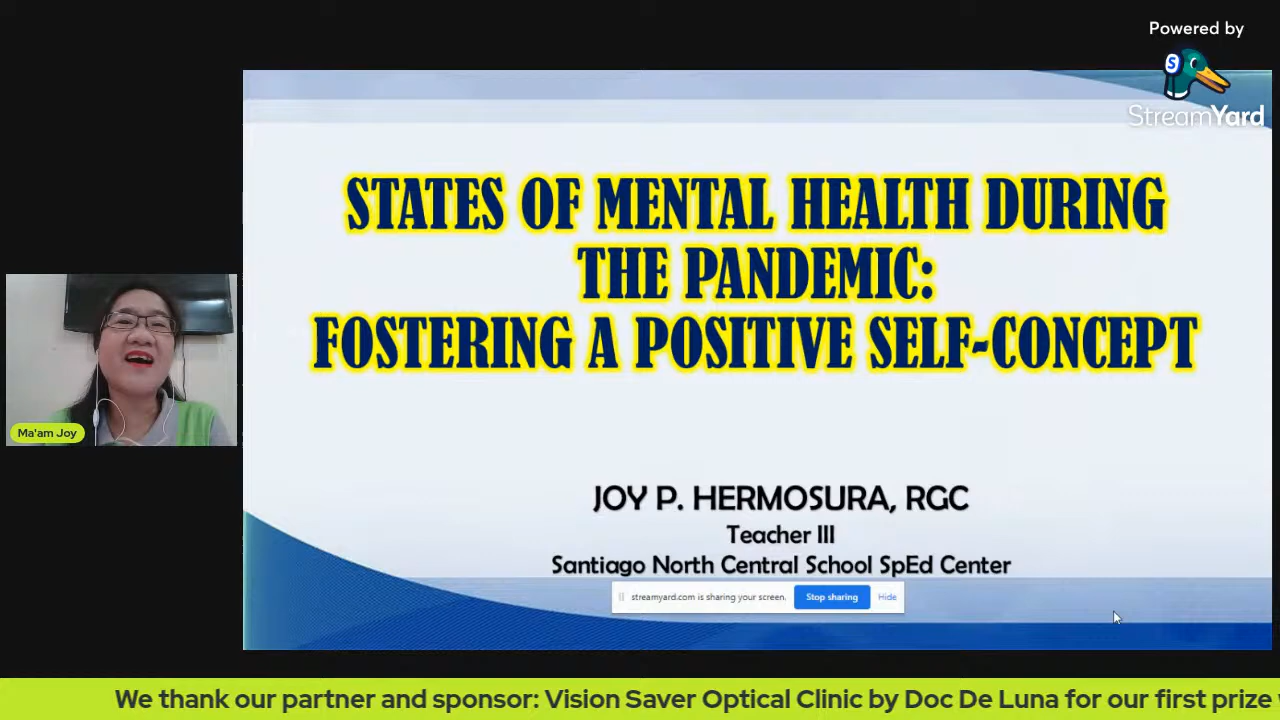 Powered by
StreamYard
STATES OF MENTAL HEALTH DURING
THE PANDEMIC:
FOSTERING A POSITIVE SELF-CONCEPT
Ma'am Joy
JOY P. HERMOSURA, RGC
Teacher III
Santiago North Central School SpEd Center
streamyard.com is sharing your screen.
Stop sharing
Hide
We thank our partner and sponsor: Vision Saver Optical Clinic by Doc De Luna for our first prize